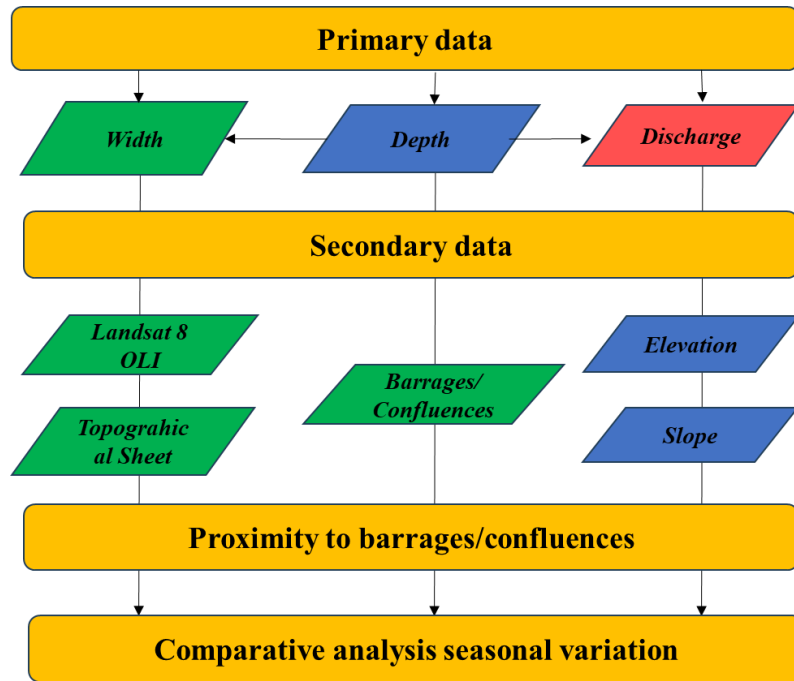 Primary data
Width
Depth
Discharge
Secondary data
Landsat 8
OLI
Topograhic
al Sheet
Barrages/
Confluences
Elevation
Slope
Proximity to barrages/confluences
Comparative analysis seasonal variation